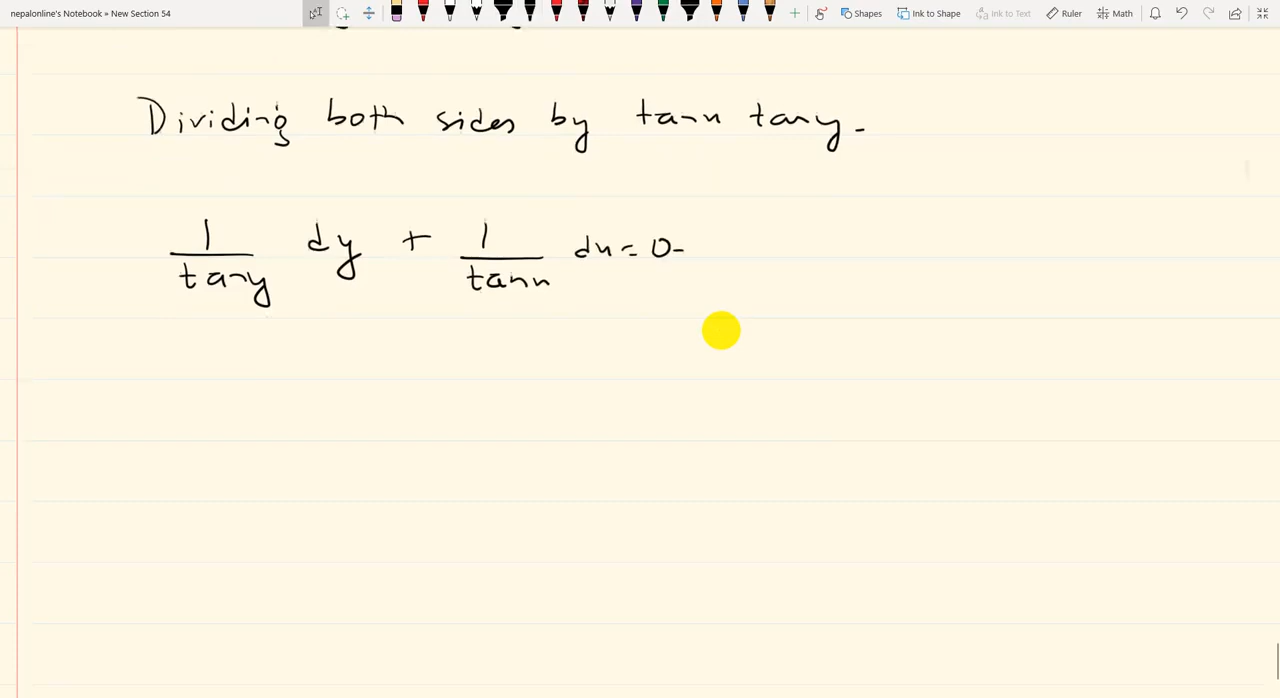 nepalonline's Notebook » New Section 54
Shapes Ink to Shape Ink to Text Ruler Math
Dividing both sides by tanx tany.
1/tany dy + 1/tanx dx = 0